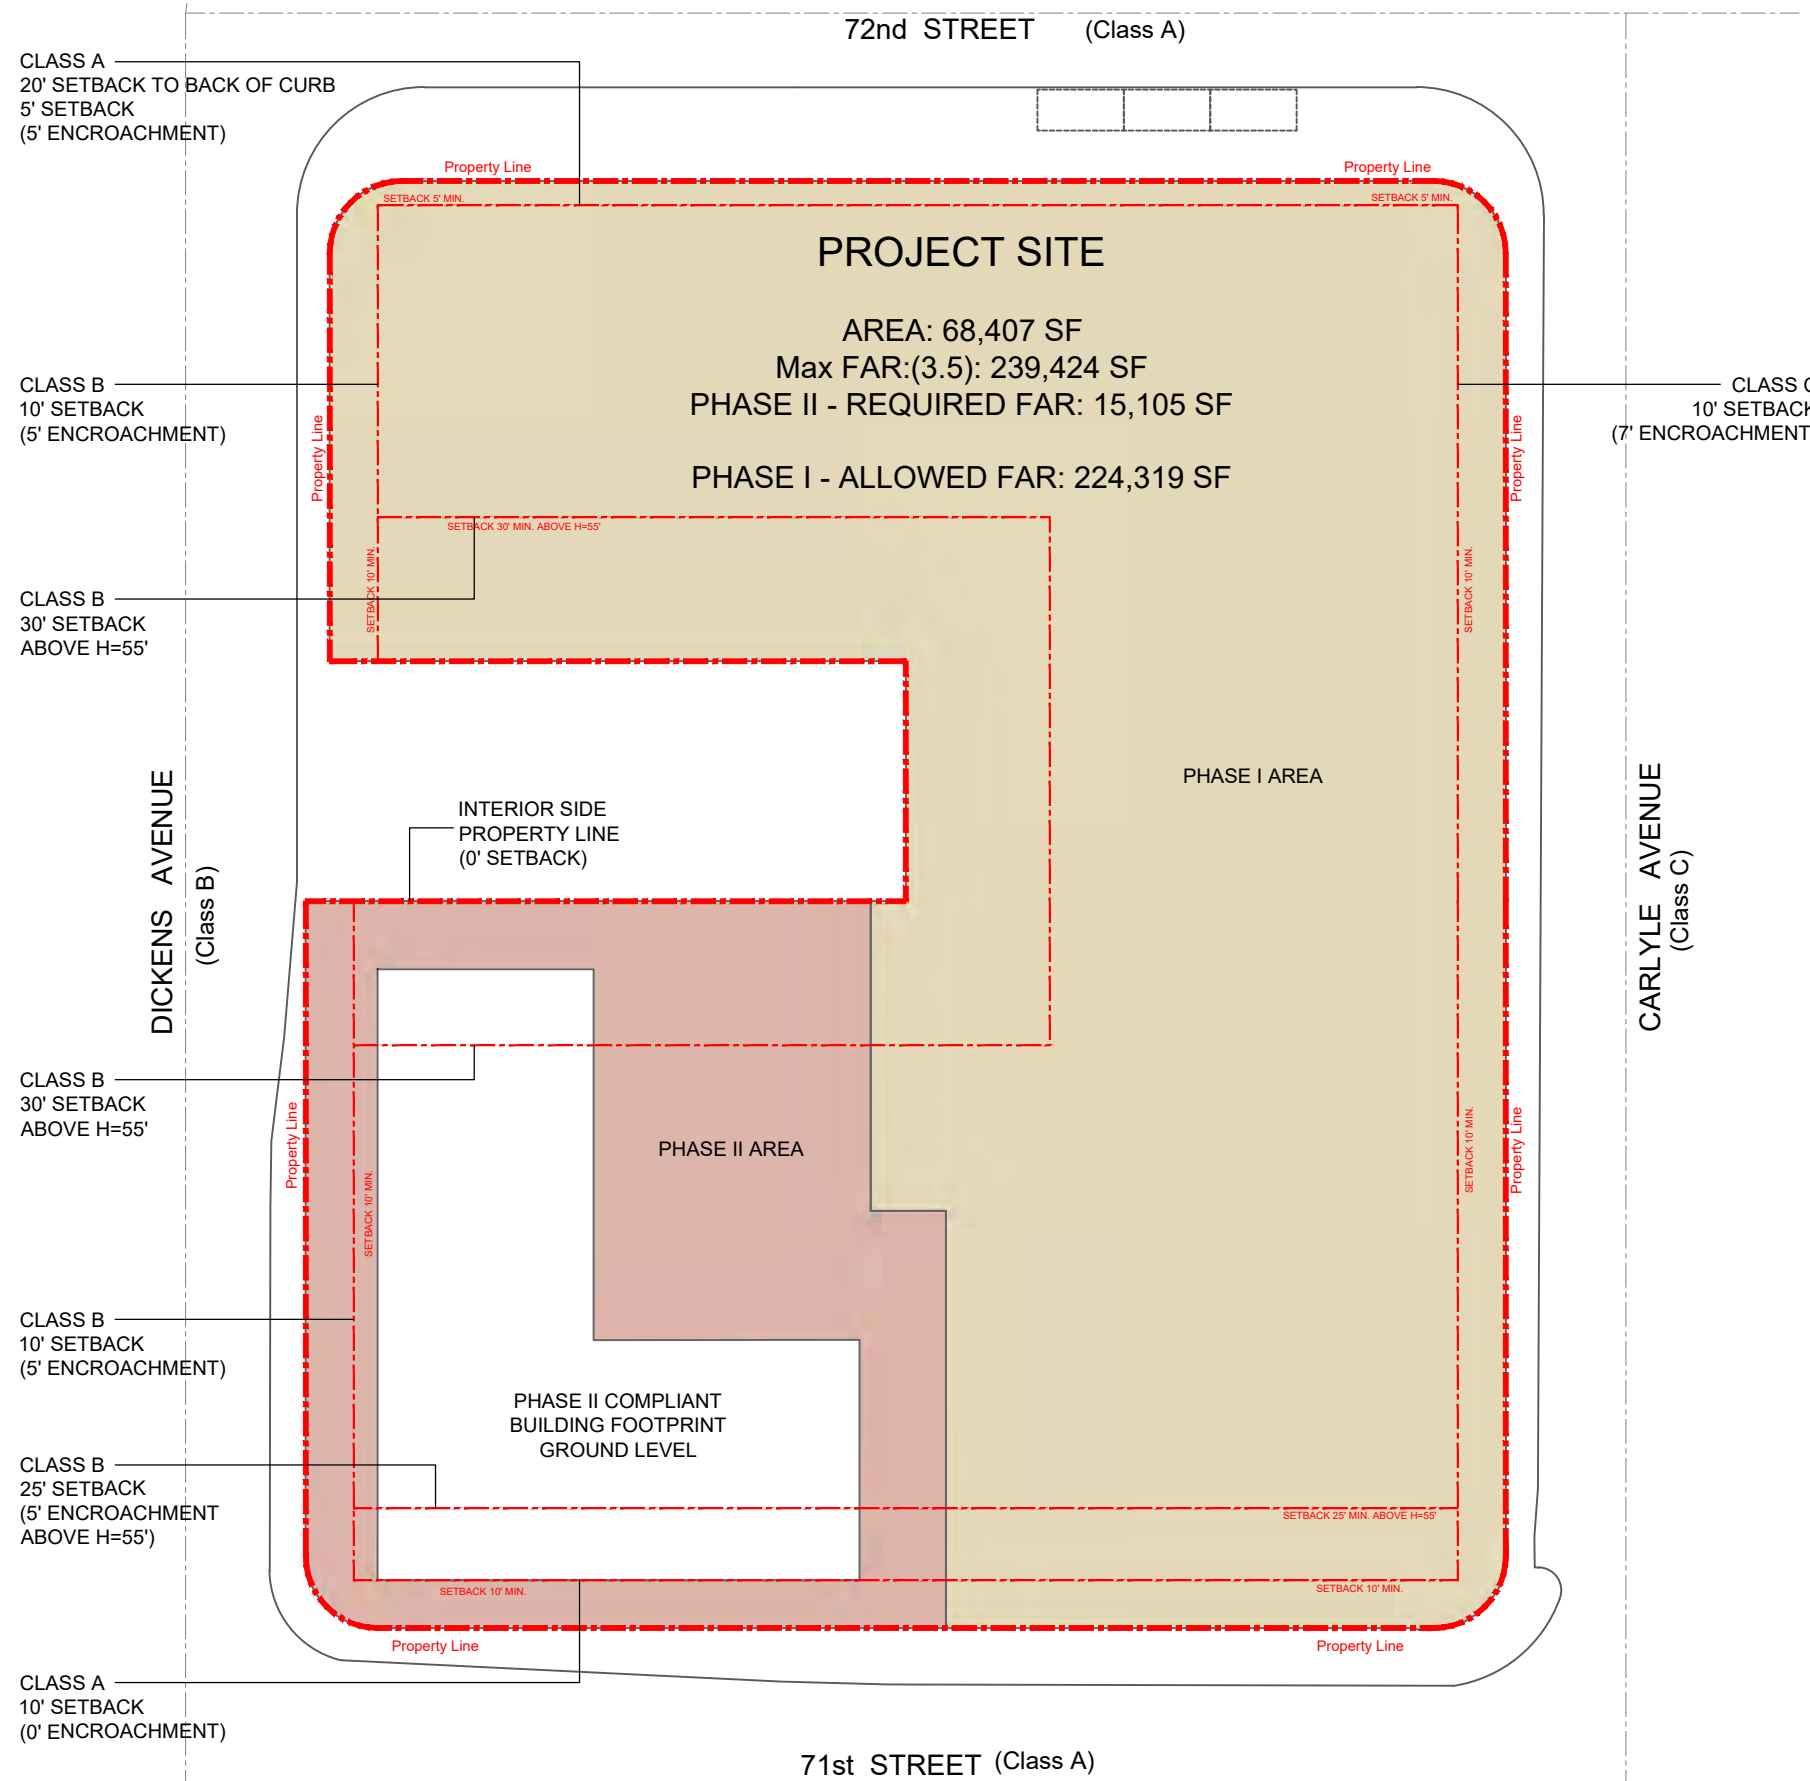 72nd STREET (Class A)
CLASS A
20' SETBACK TO BACK OF CURB
5' SETBACK
(5' ENCROACHMENT)
Property Line
Property Line
SETBACK 5' MIN.
SETBACK 5' MIN.
PROJECT SITE
AREA: 68,407 SF
Max FAR:(3.5): 239,424 SF
PHASE II - REQUIRED FAR: 15,105 SF
PHASE I - ALLOWED FAR: 224,319 SF
CLASS B
10' SETBACK
(5' ENCROACHMENT)
CLASS C
10' SETBACK
(7' ENCROACHMENT
Property Line
Property Line
SETBACK 30' MIN. ABOVE H=55'
SETBACK 10' MIN.
SETBACK 10' MIN.
CLASS B
30' SETBACK
ABOVE H=55'
PHASE I AREA
INTERIOR SIDE
PROPERTY LINE
(0' SETBACK)
DICKENS AVENUE
(Class B)
CARLYLE AVENUE
(Class C)
CLASS B
30' SETBACK
ABOVE H=55'
Property Line
Property Line
SETBACK 10' MIN.
SETBACK 10' MIN.
PHASE II AREA
CLASS B
10' SETBACK
(5' ENCROACHMENT)
PHASE II COMPLIANT
BUILDING FOOTPRINT
GROUND LEVEL
CLASS B
25' SETBACK
(5' ENCROACHMENT
ABOVE H=55')
SETBACK 25' MIN. ABOVE H=55'
SETBACK 10' MIN.
SETBACK 10' MIN.
Property Line
Property Line
CLASS A
10' SETBACK
(0' ENCROACHMENT)
71st STREET (Class A)